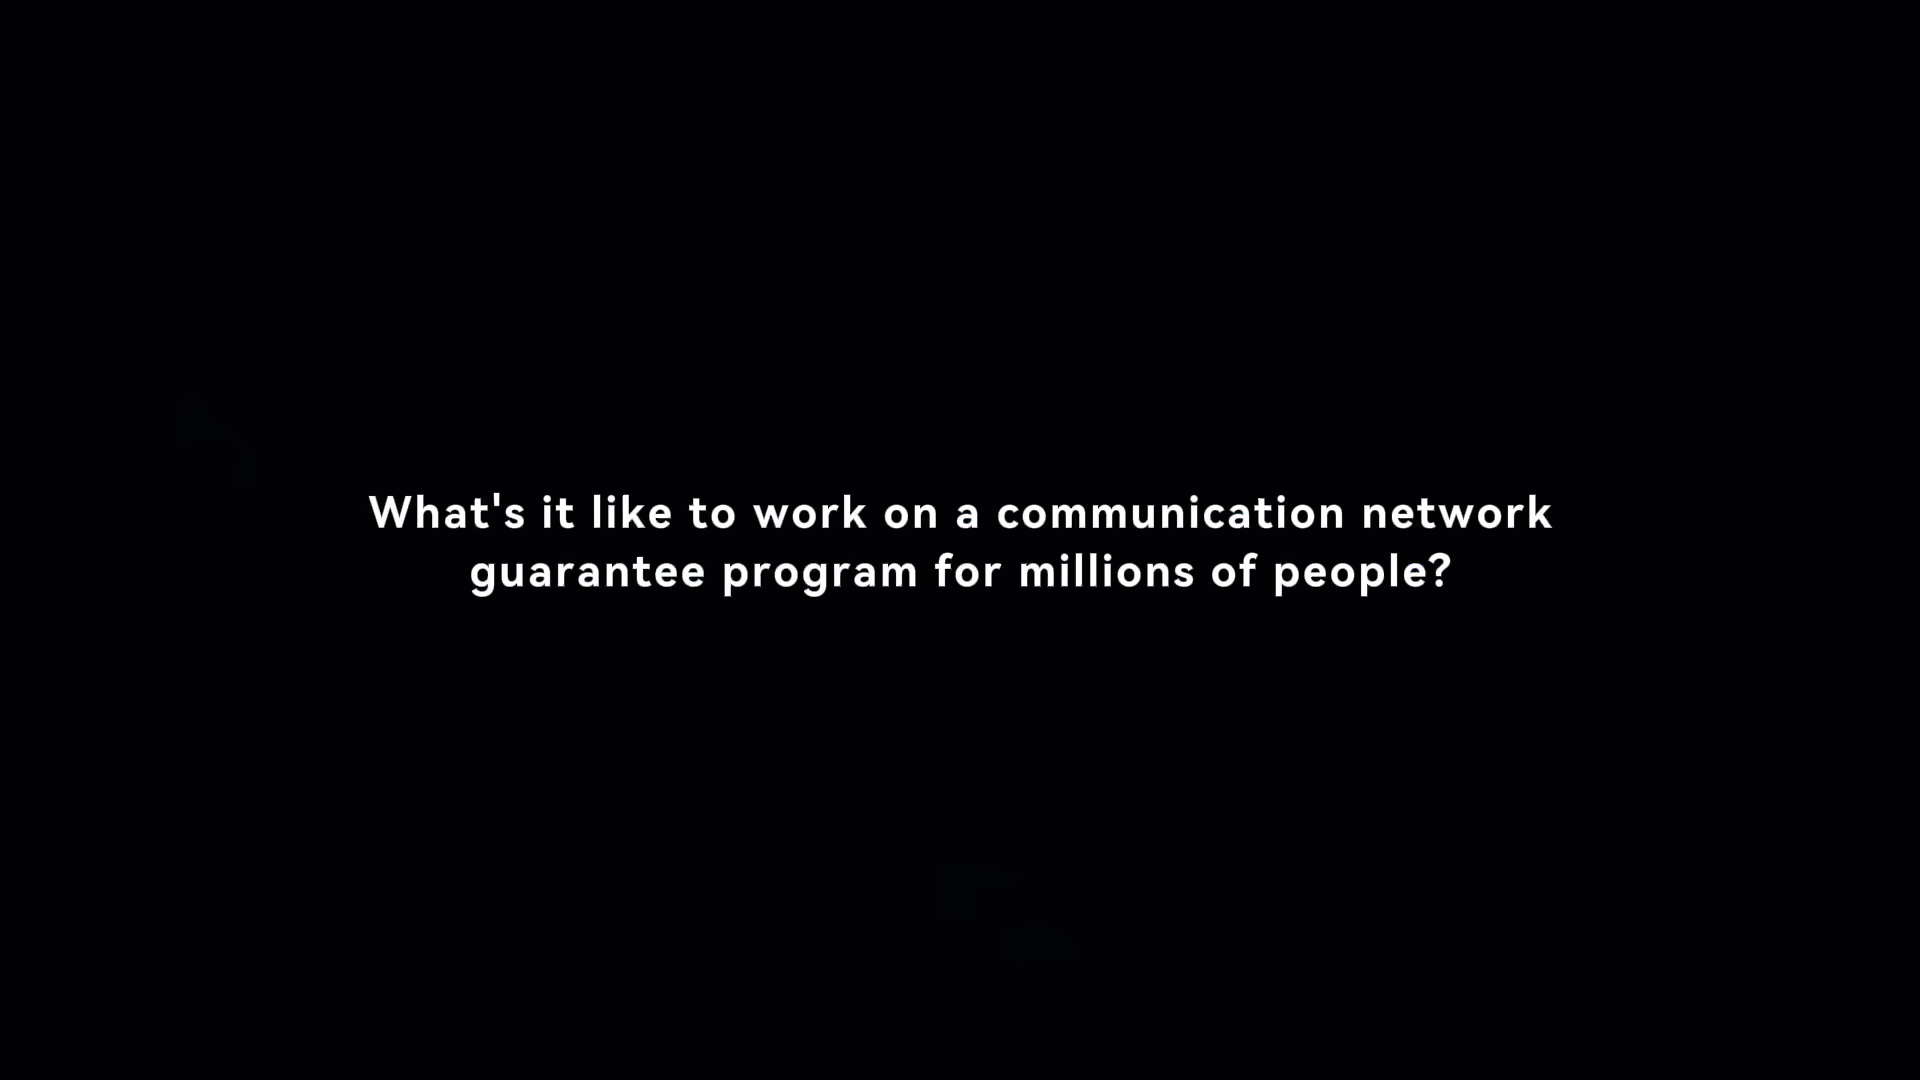 What's it like to work on a communication network
guarantee program for millions of people?